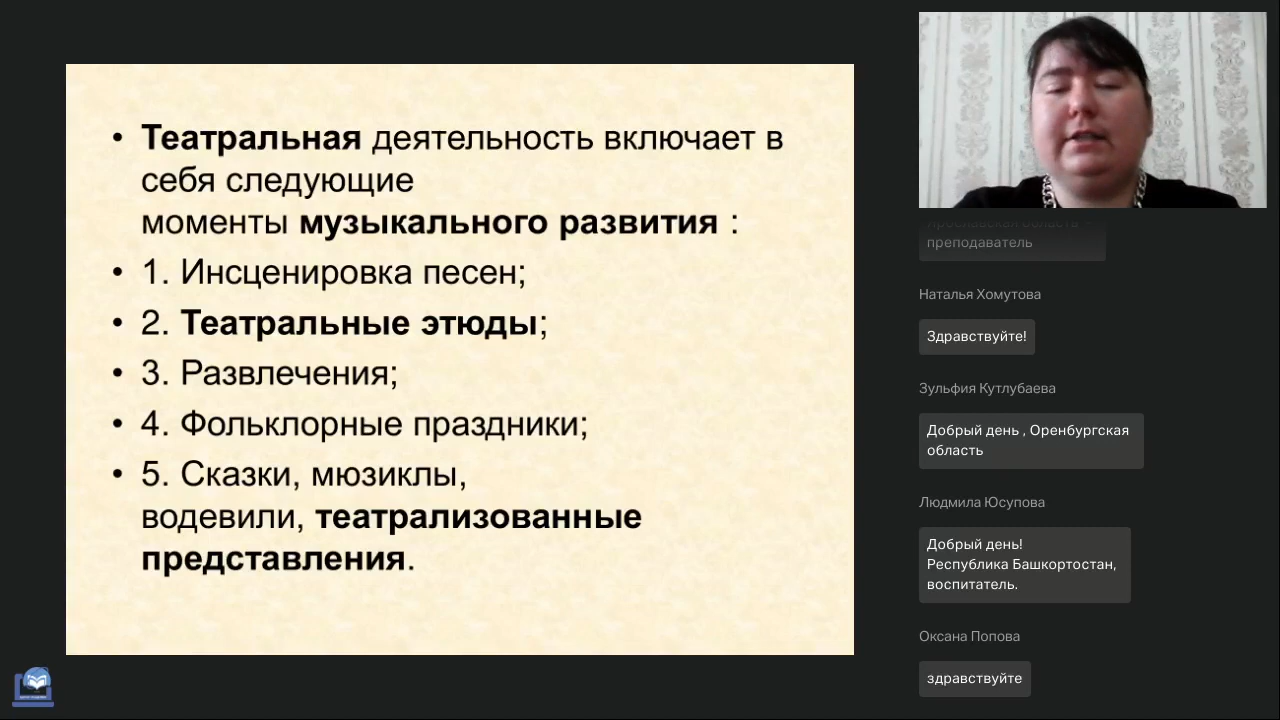 • Театральная деятельность включает в
себя следующие
моменты музыкального развития :
• 1. Инсценировка песен;
• 2. Театральные этюды;
• 3. Развлечения;
• 4. Фольклорные праздники;
• 5. Сказки, мюзиклы,
водевили, театрализованные
представления.
область
преподаватель
Наталья Хомутова
Здравствуйте!
Зульфия Кутлубаева
Добрый день , Оренбургская
область
Людмила Юсупова
Добрый день!
Республика Башкортостан,
воспитатель.
Оксана Попова
здравствуйте